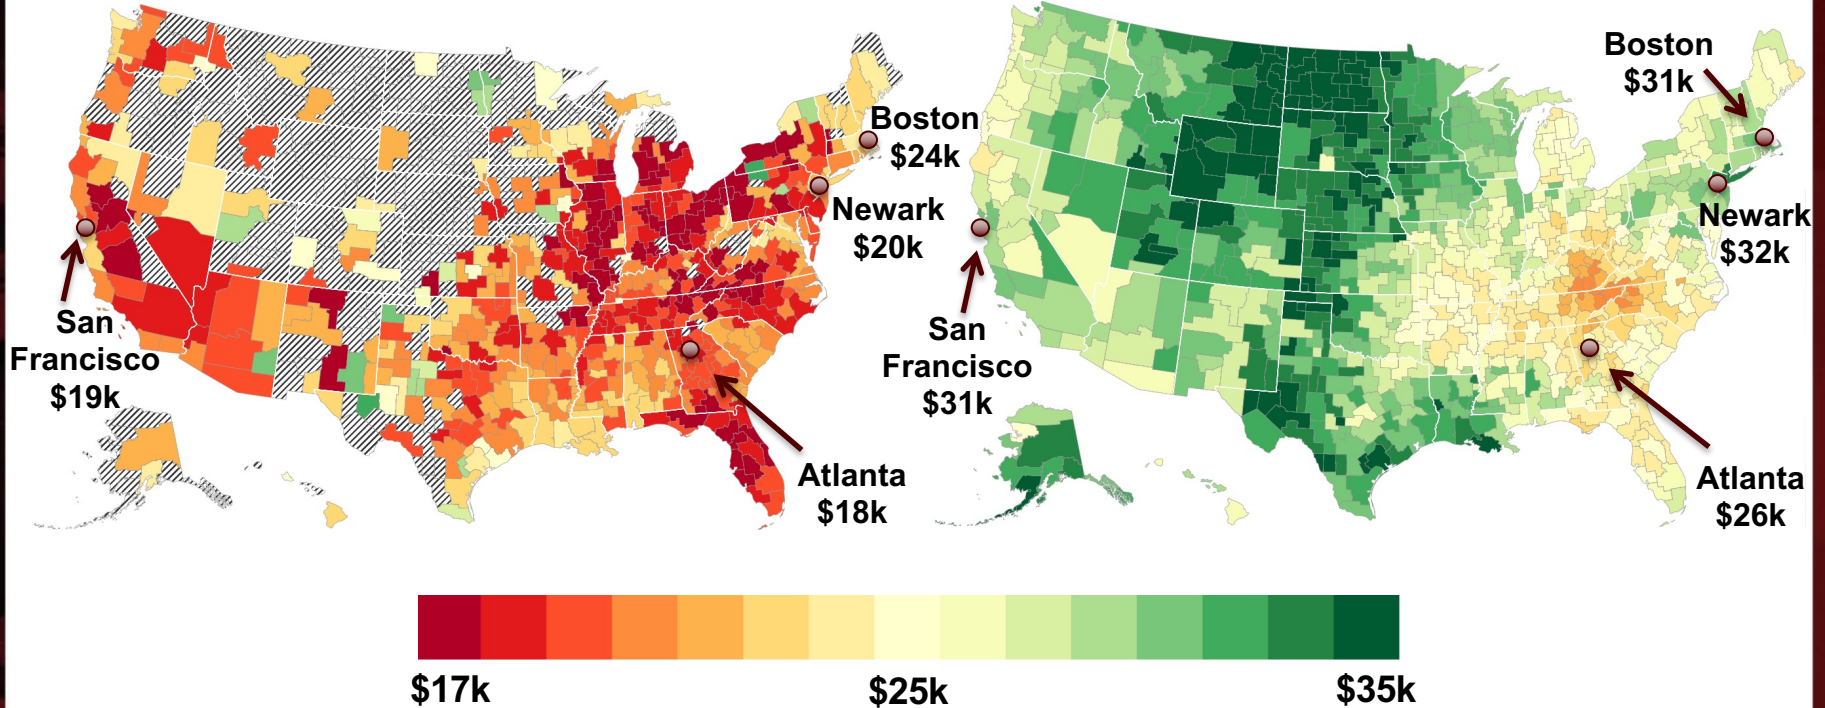 Boston
$24k
Newark
$20k
San
Francisco
$19k
Atlanta
$18k
Boston
$31k
Newark
$32k
San
Francisco
$31k
Atlanta
$26k
$17k
$25k
$35k